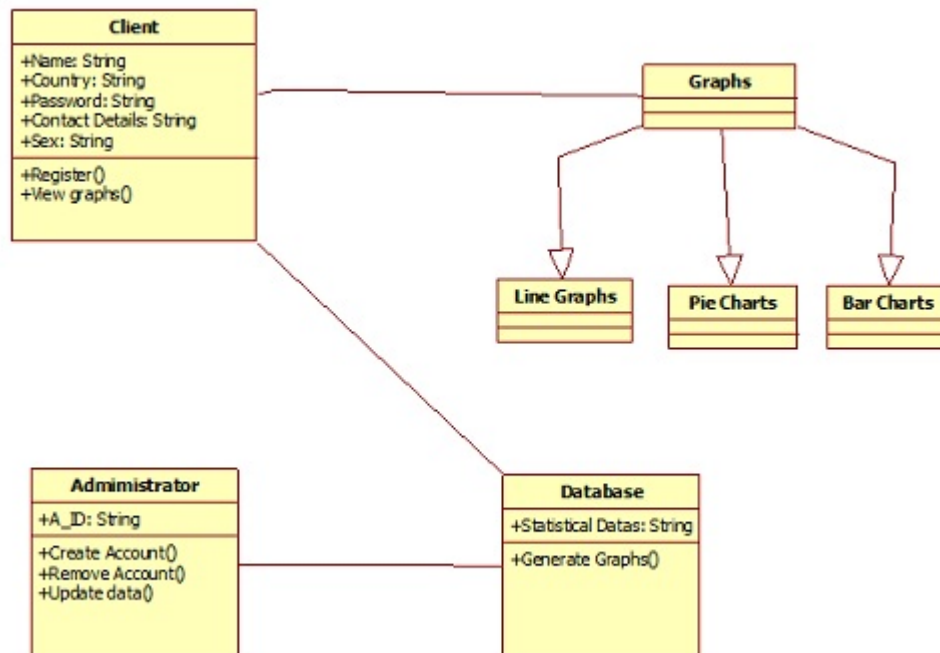 Client
+Name: String
+Country: String
+Password: String
+Contact Details: String
+Sex: String
+Register()
+View graphs()
Graphs
Line Graphs
Pie Charts
Bar Charts
Admimistrator
+A_ID: String
+Create Account()
+Remove Account()
+Update data()
Database
+Statistical Datas: String
+Generate Graphs()